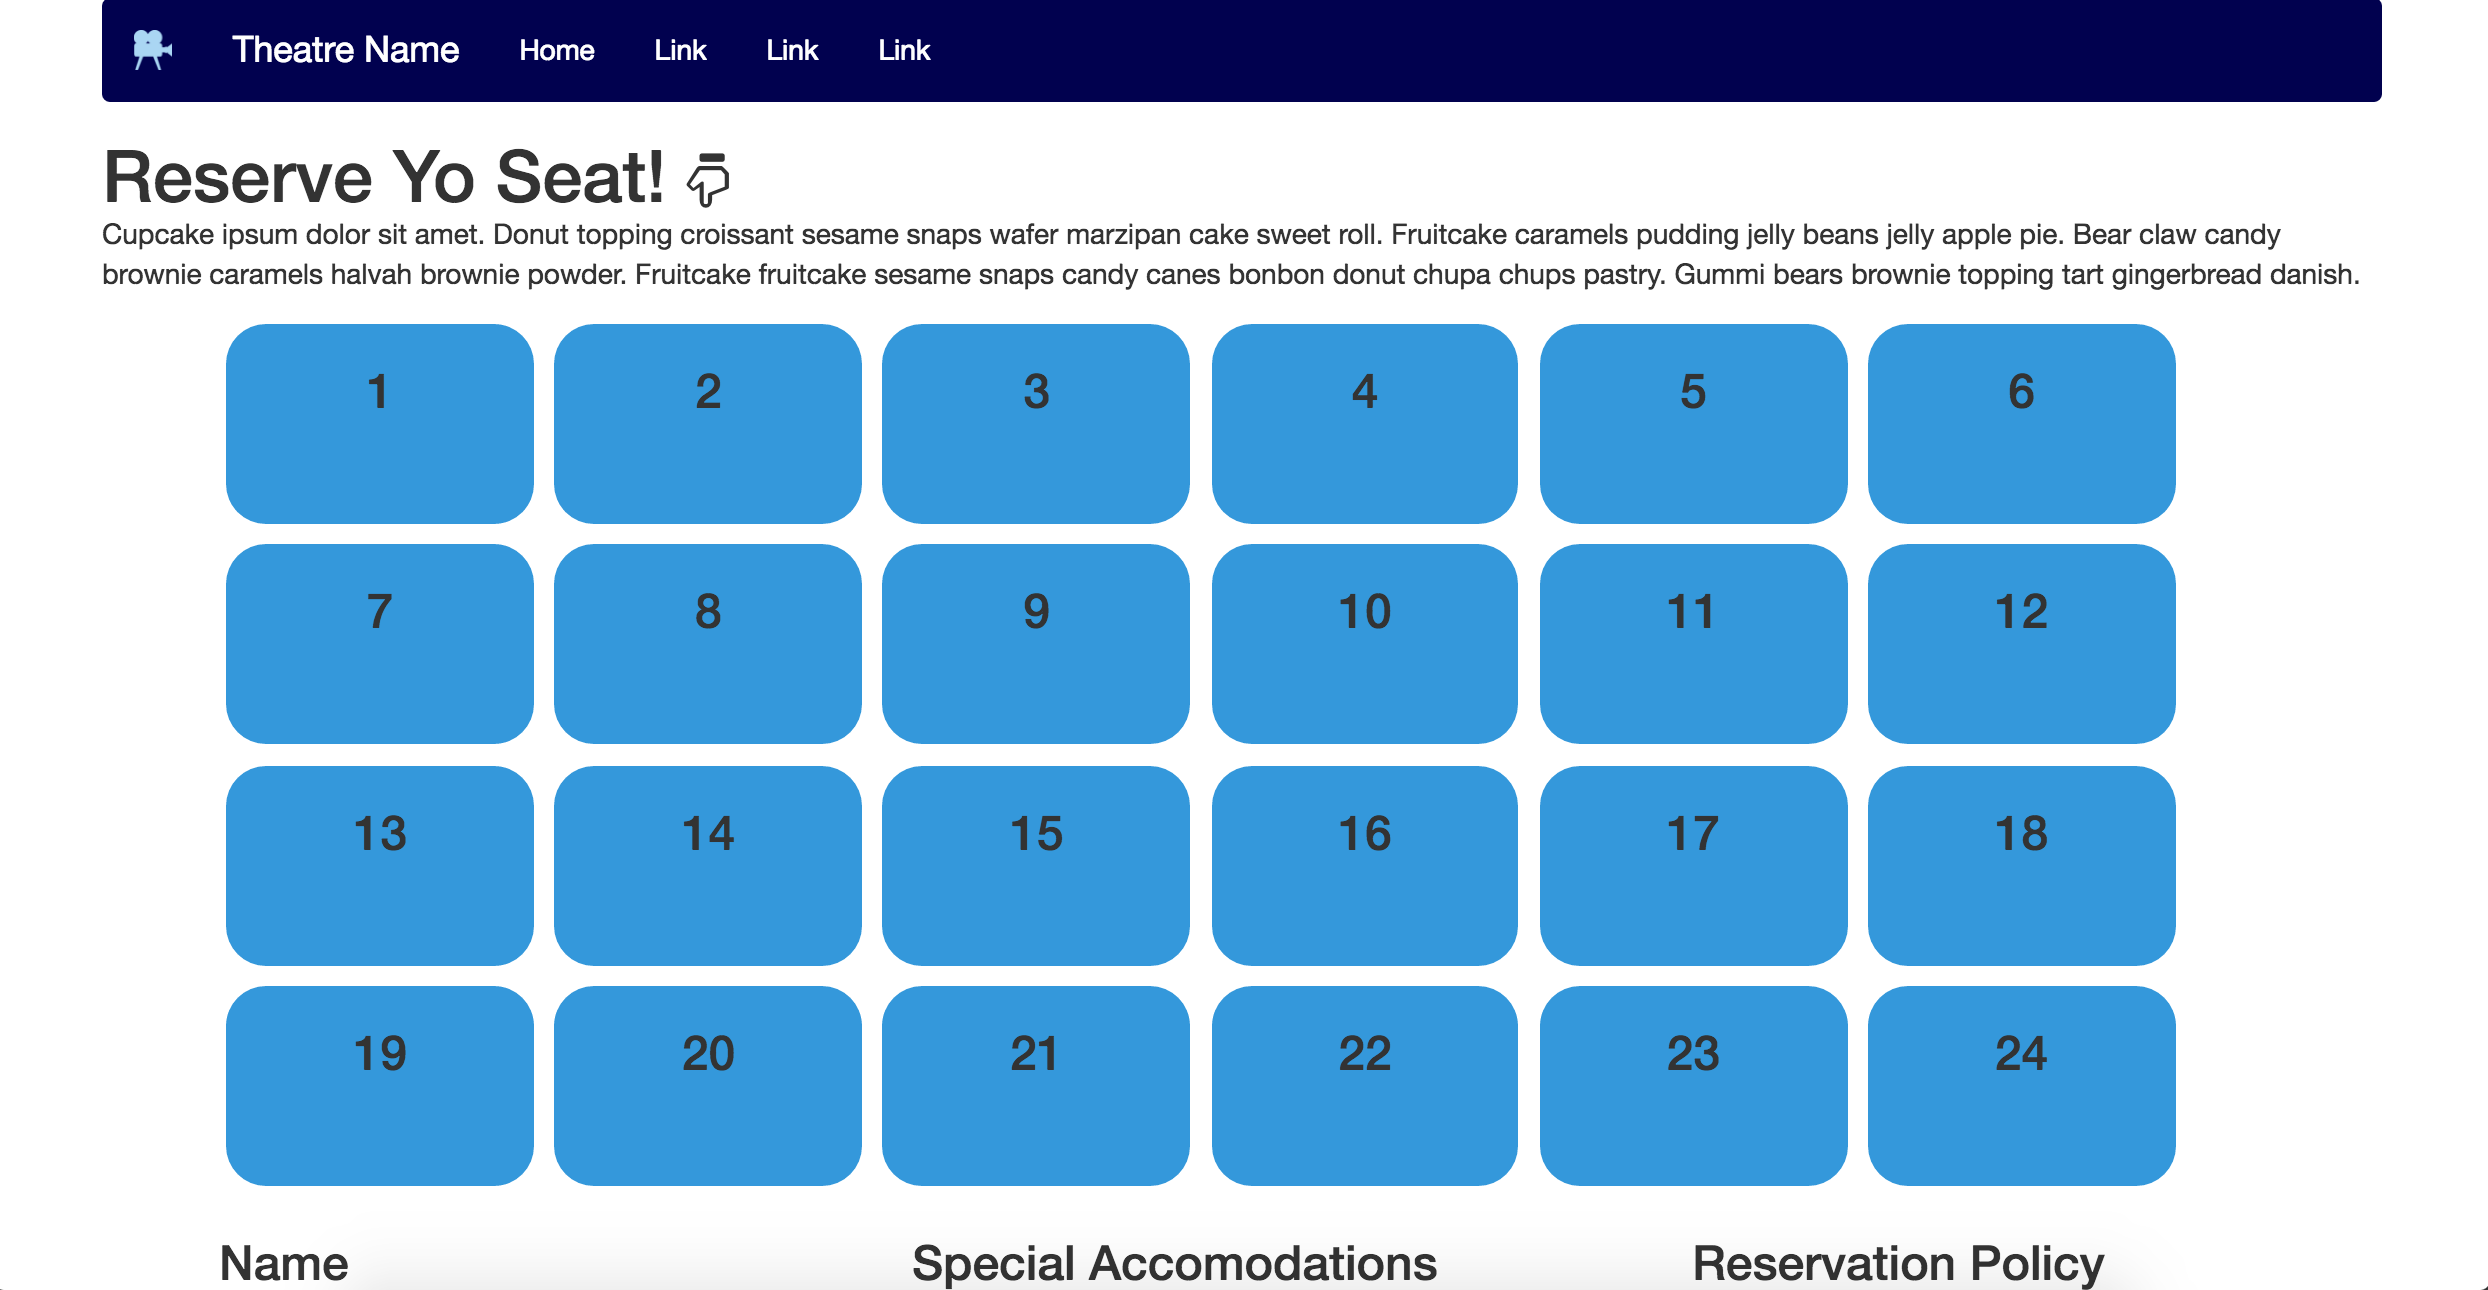 Theatre Name Home Link Link Link
Reserve Yo Seat!
Cupcake ipsum dolor sit amet. Donut topping croissant sesame snaps wafer marzipan cake sweet roll. Fruitcake caramels pudding jelly beans jelly apple pie. Bear claw candy
brownie caramels halvah brownie powder. Fruitcake fruitcake sesame snaps candy canes bonbon donut chupa chups pastry. Gummi bears brownie topping tart gingerbread danish.
1 2 3 4 5 6
7 8 9 10 11 12
13 14 15 16 17 18
19 20 21 22 23 24
Name Special Accomodations Reservation Policy